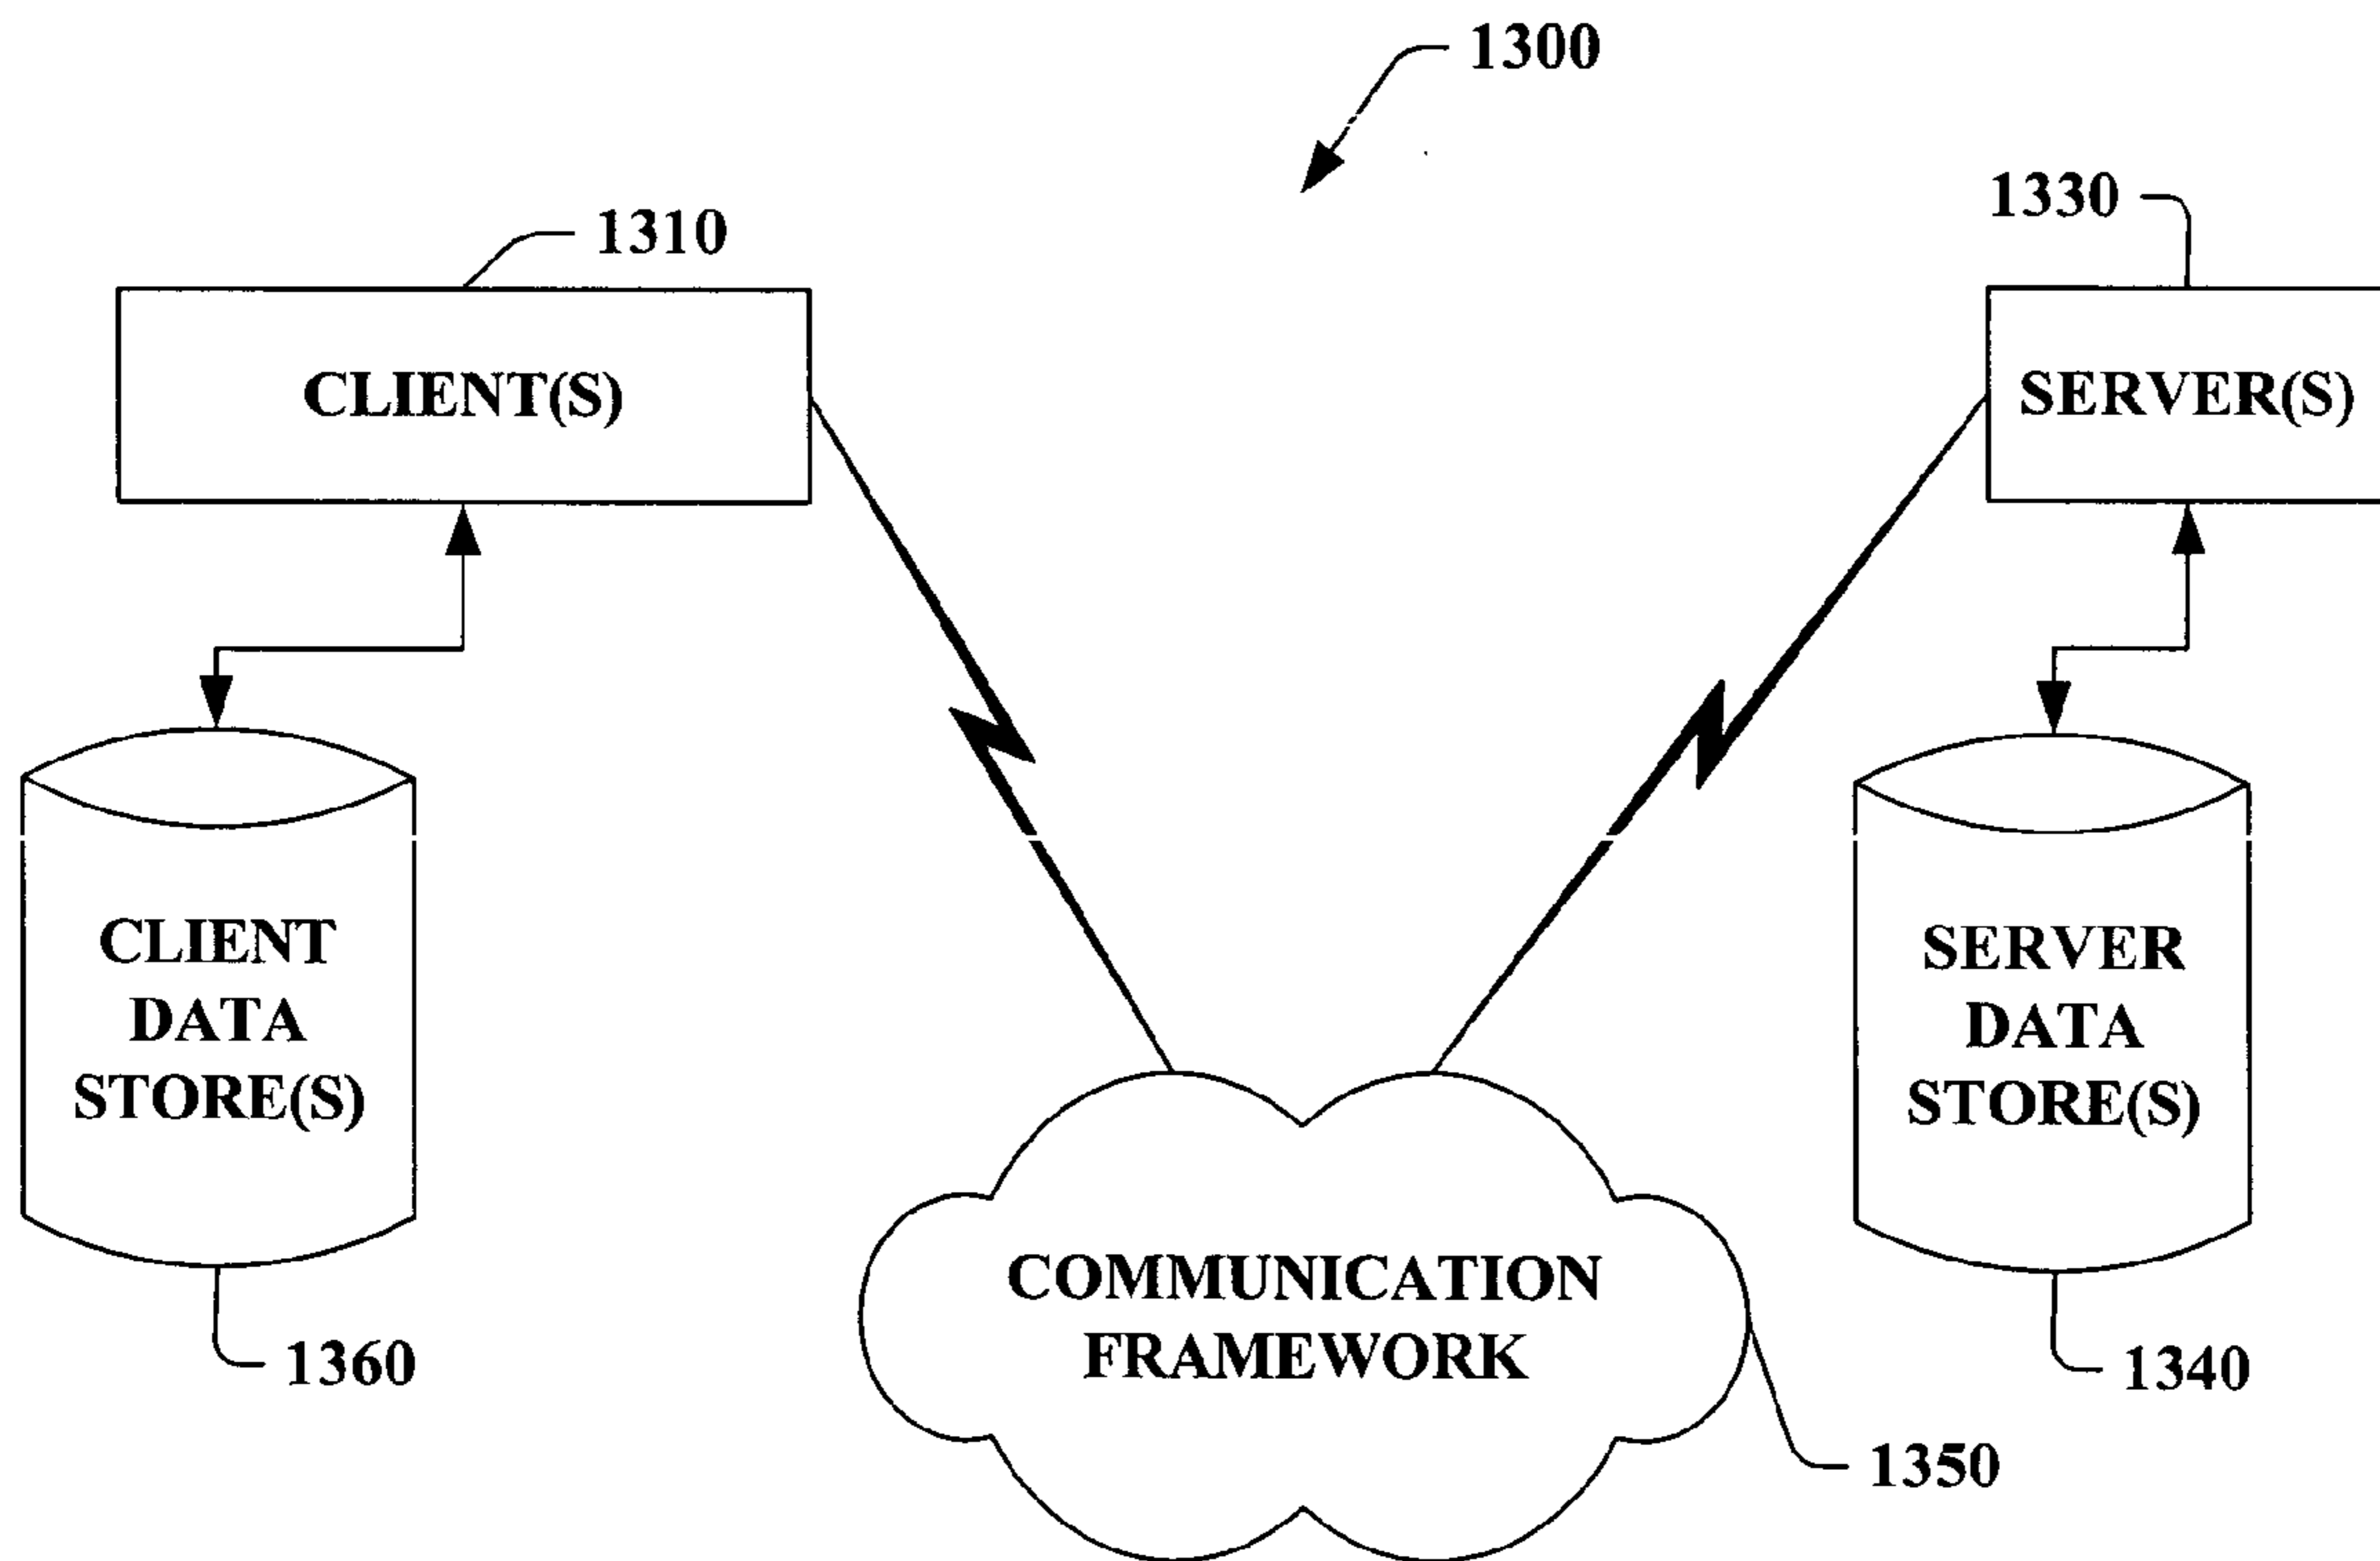 1300
1330
1310
CLIENT(S)
SERVER(S)
CLIENT
DATA
STORE(S)
SERVER
DATA
STORE(S)
COMMUNICATION
FRAMEWORK
1360
1340
1350